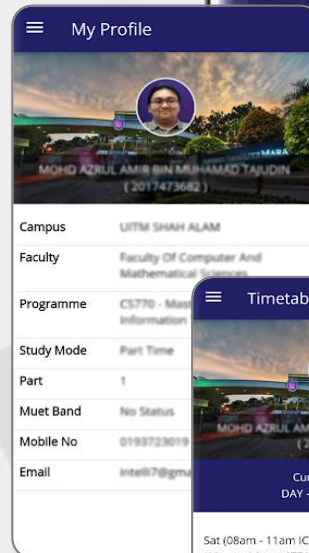 My Profile
MOHD AZRUL AMIR BIN MUHAMAD TAJUDIN
( 2017473682 )
Campus UITM SHAH ALAM
Faculty Faculty Of Computer And
Mathematical Sciences
Programme CS770 - Mast
Information
Study Mode Part Time
Part 1
Muet Band No Status
Mobile No 0193723019
Email intelli7@gma
Timetab
MOHD AZRUL AM
Cu
DAY -
Sat (08am - 11am IC